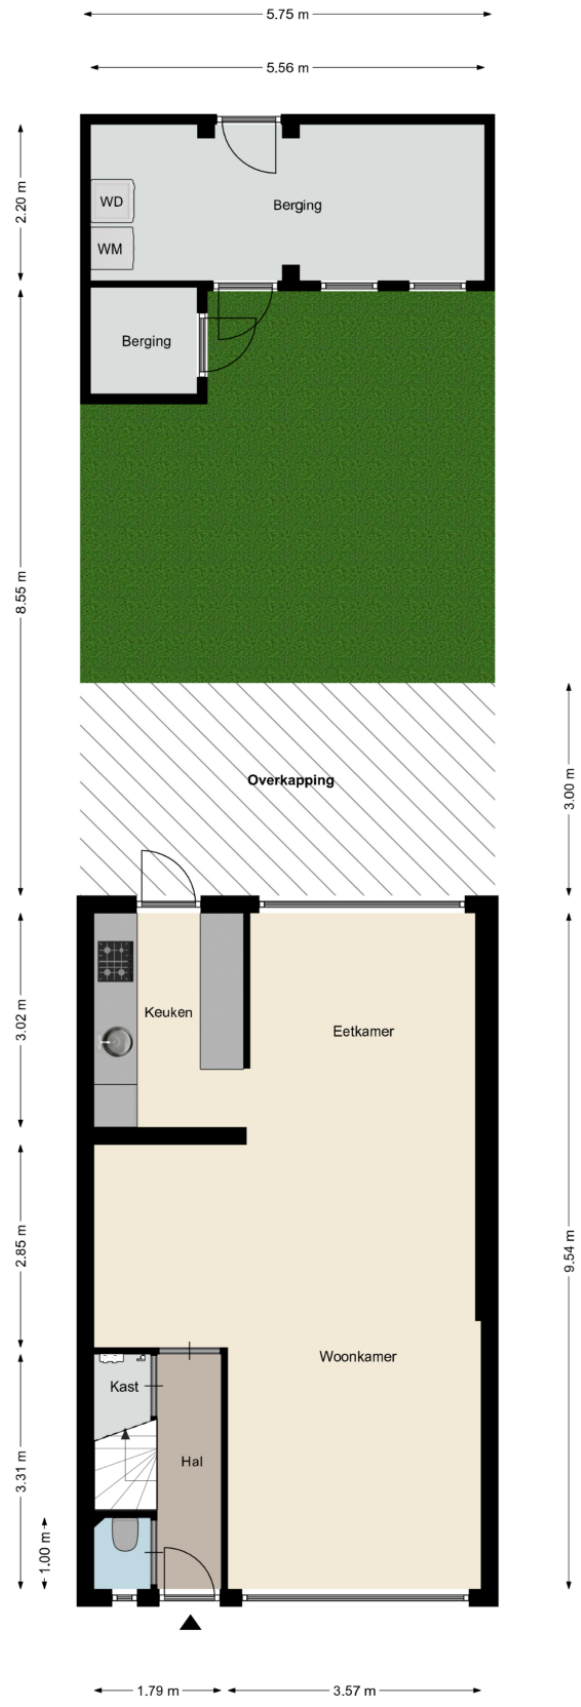 5.75 m
5.56 m
2.20 m
WD
WM
Berging
Berging
8.55 m
Overkapping
3.00 m
3.02 m
Keuken
Eetkamer
2.85 m
9.54 m
Woonkamer
Kast
Hal
3.31 m
1.00 m
1.79 m
3.57 m